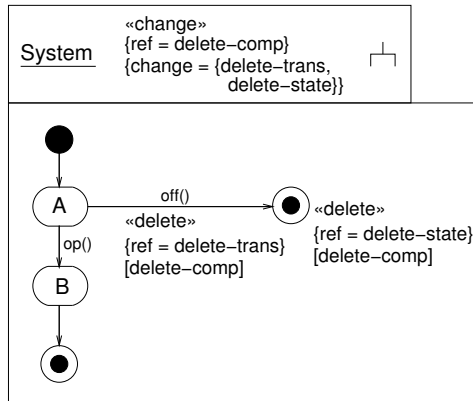 «change»
System
{ref = delete−comp}
{change = {delete−trans,
delete−state}}
A
off()
«delete»
{ref = delete−trans}
[delete−comp]
«delete»
{ref = delete−state}
[delete−comp]
op()
B